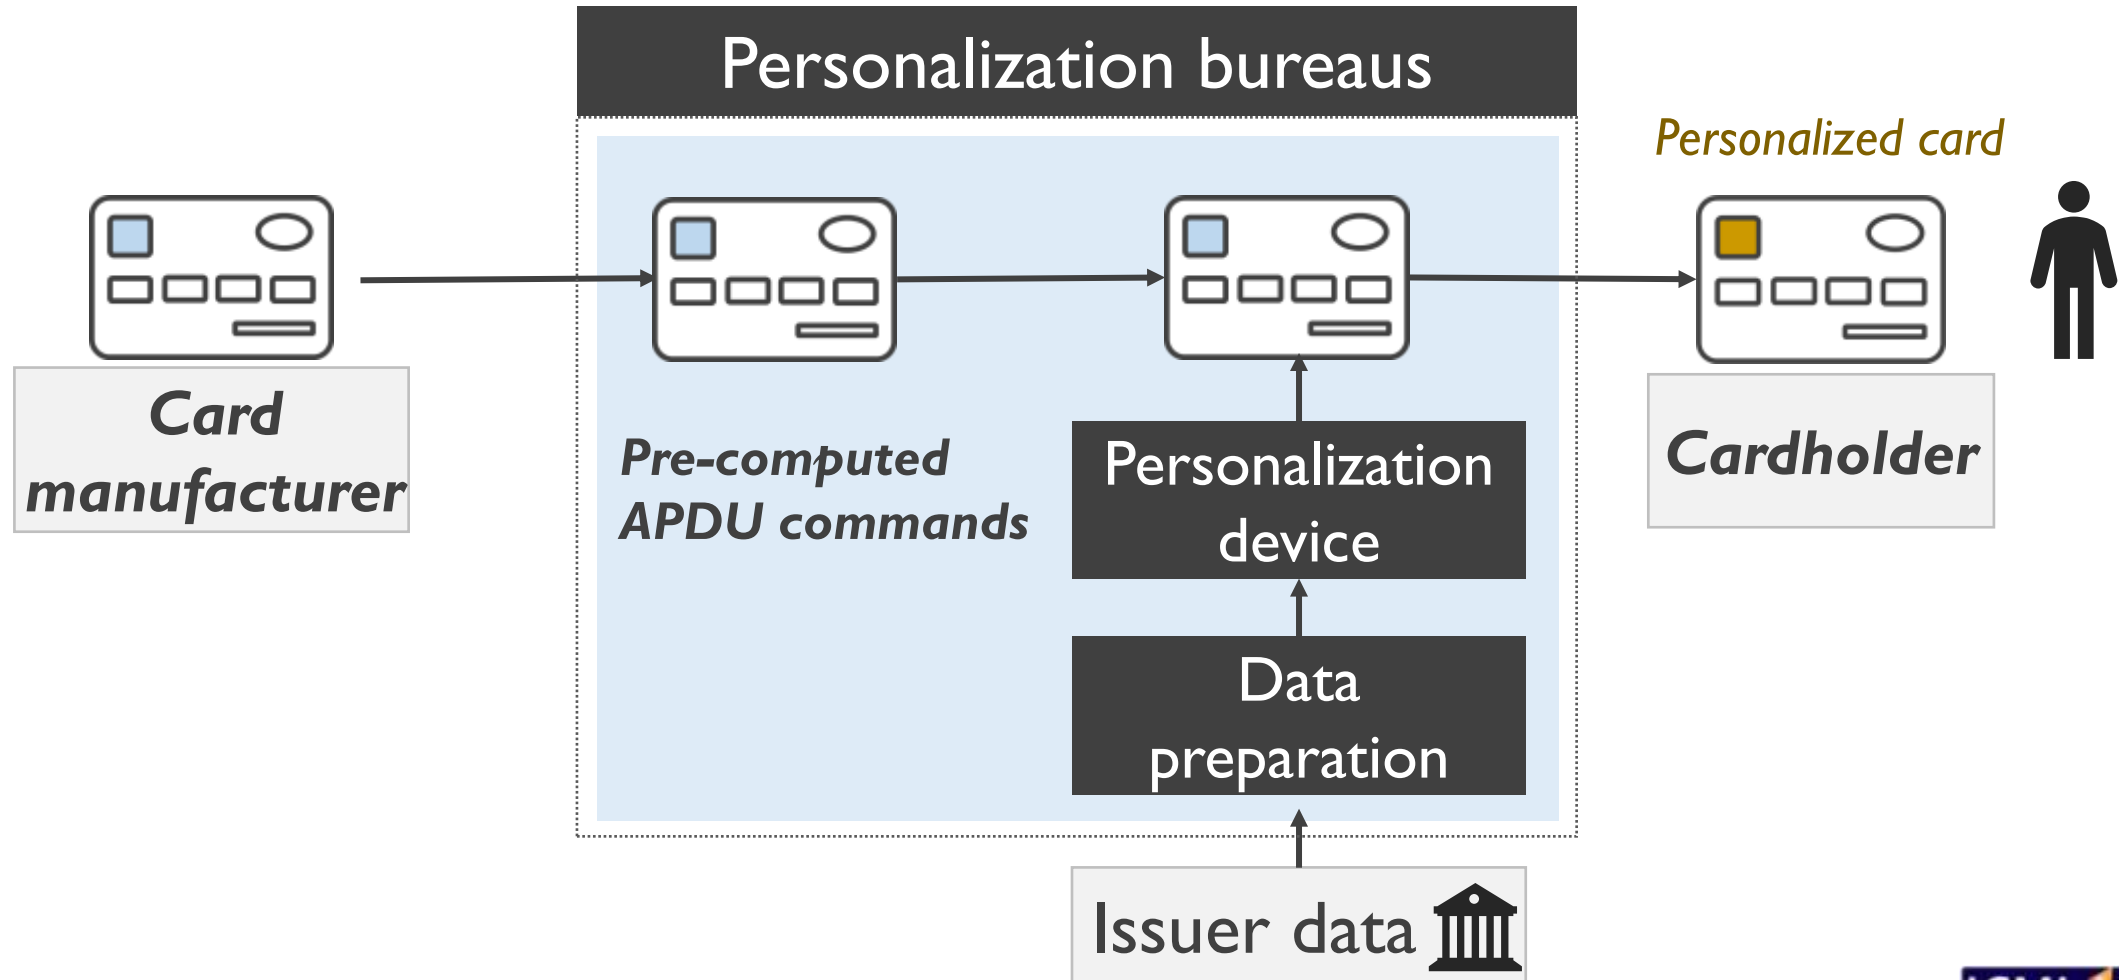 Personalization bureaus
Personalized card
Card
manufacturer
Pre-computed
APDU commands
Personalization
device
Cardholder
Data
preparation
Issuer data